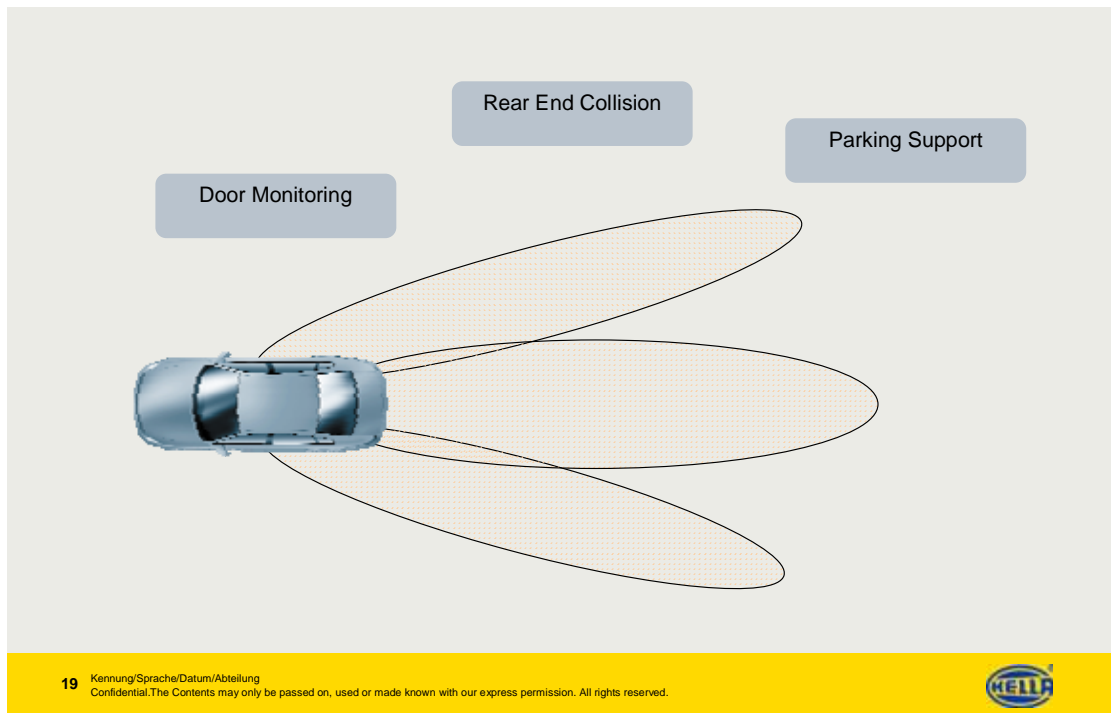 Rear End Collision
Parking Support
Door Monitoring
19
Kennung/Sprache/Datum/Abteilung
Confidential.The Contents may only be passed on, used or made known with our express permission. All rights reserved.
HELLA